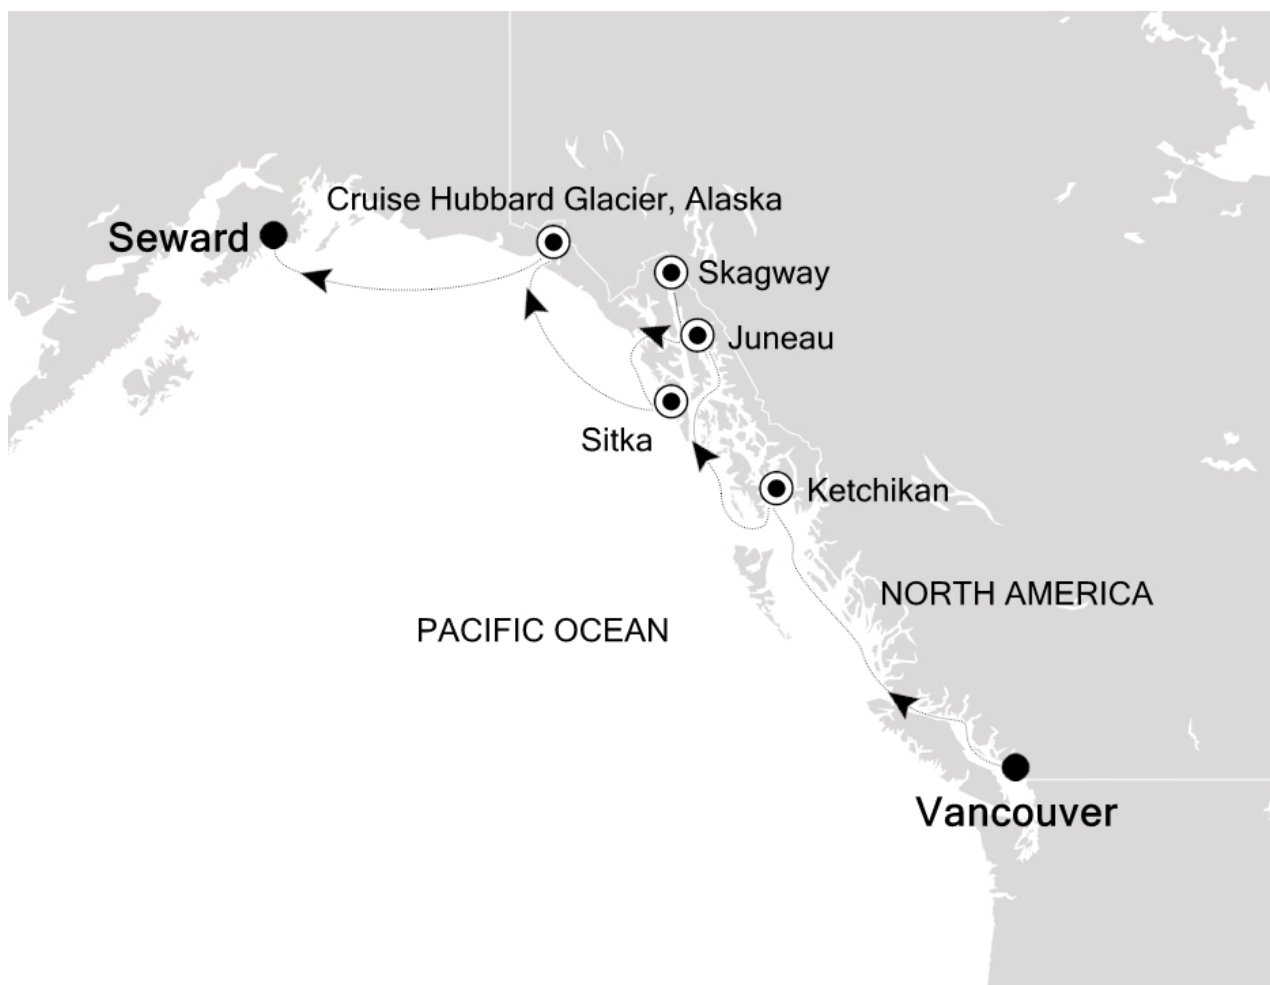 Cruise Hubbard Glacier, Alaska
Seward
Skagway
Juneau
Sitka
Ketchikan
NORTH AMERICA
PACIFIC OCEAN
Vancouver